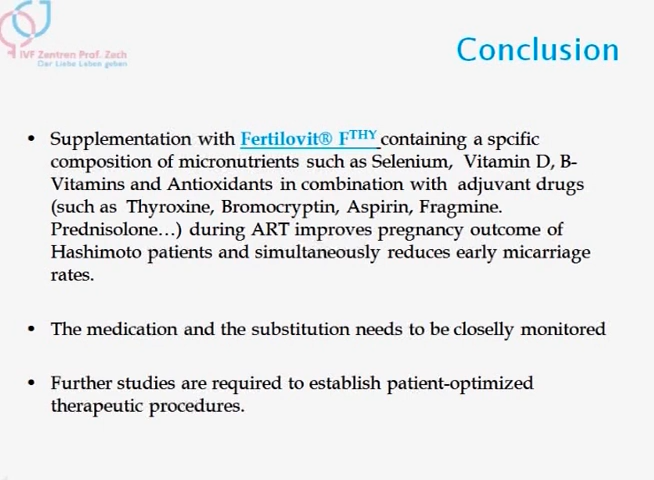 IVF Zentren Prof. Zech
Der Liebe Leben geben
Conclusion
• Supplementation with Fertilovit® F^THY containing a spcific
composition of micronutrients such as Selenium, Vitamin D, B-
Vitamins and Antioxidants in combination with adjuvant drugs
(such as Thyroxine, Bromocryptin, Aspirin, Fragmine.
Prednisolone…) during ART improves pregnancy outcome of
Hashimoto patients and simultaneously reduces early micarriage
rates.
• The medication and the substitution needs to be closelly monitored
• Further studies are required to establish patient-optimized
therapeutic procedures.